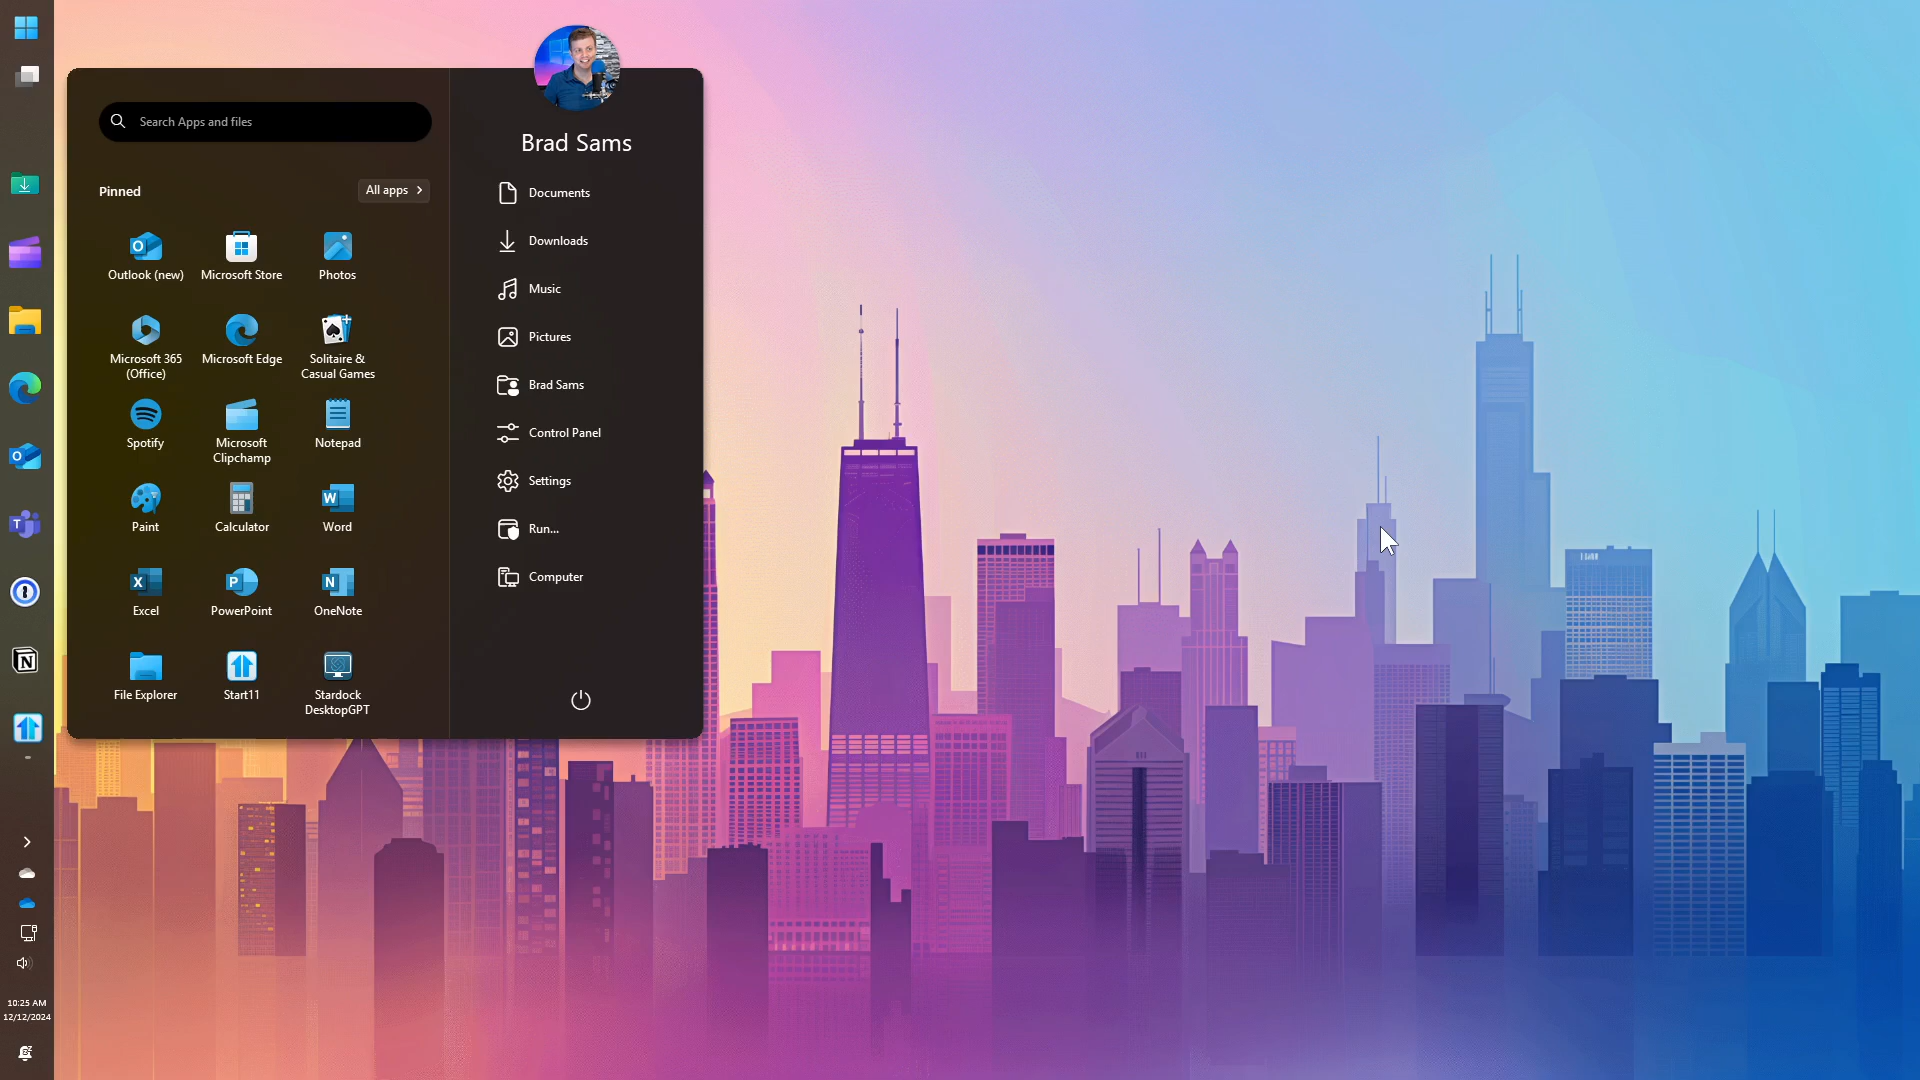 Brad Sams
Search Apps and files
Pinned
All apps
Outlook (new)
Microsoft Store
Photos
Microsoft 365
(Office)
Microsoft Edge
Solitaire &
Casual Games
Spotify
Microsoft
Clipchamp
Notepad
Paint
Calculator
Word
Excel
PowerPoint
OneNote
File Explorer
Start11
Stardock
DesktopGPT
Documents
Downloads
Music
Pictures
Brad Sams
Control Panel
Settings
Run...
Computer
10:25 AM
12/12/2024